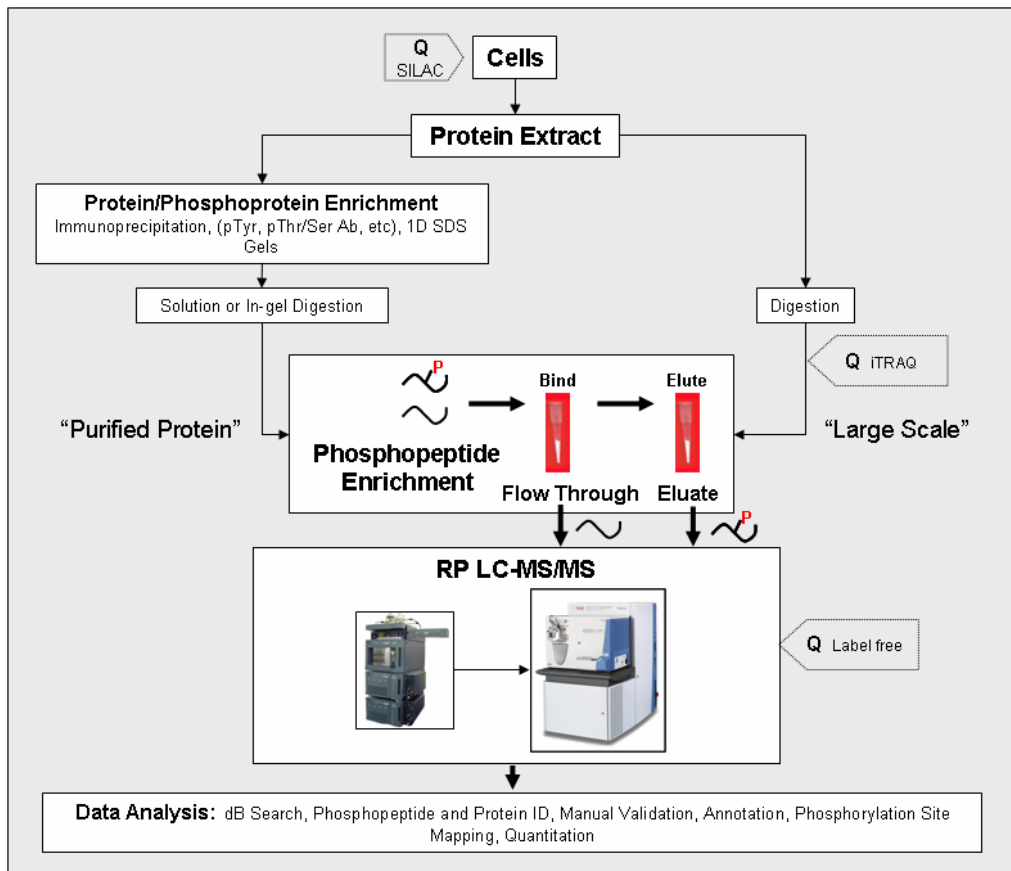 Q
SILAC
Cells
Protein Extract
Protein/Phosphoprotein Enrichment
Immunoprecipitation, (pTyr, pThr/Ser Ab, etc), 1D SDS
Gels
Solution or In-gel Digestion
Digestion
Q iTRAQ
P
Bind
Elute
"Purified Protein"
"Large Scale"
Phosphopeptide
Enrichment
Flow Through
Eluate
P
RP LC-MS/MS
Q Label free
Data Analysis: dB Search, Phosphopeptide and Protein ID, Manual Validation, Annotation, Phosphorylation Site
Mapping, Quantitation